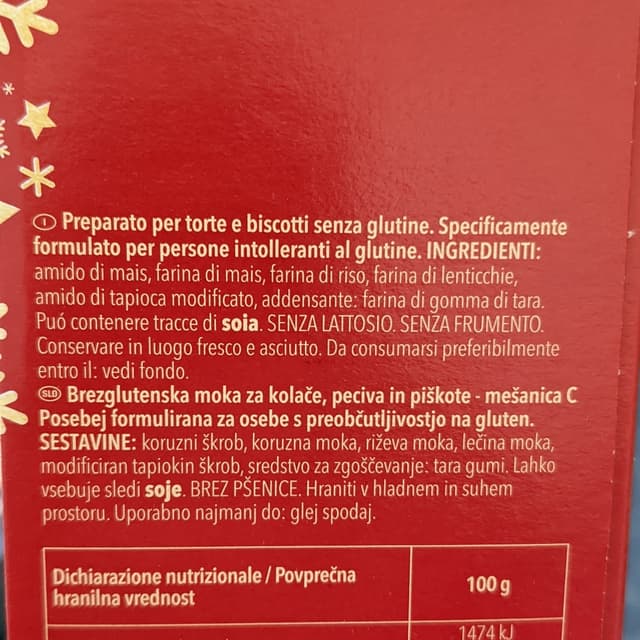 I Preparato per torte e biscotti senza glutine. Specificamente
formulato per persone intolleranti al glutine. INGREDIENTI:
amido di mais, farina di mais, farina di riso, farina di lenticchie,
amido di tapioca modificato, addensante: farina di gomma di tara.
Puó contenere tracce di soia. SENZA LATTOSIO. SENZA FRUMENTO.
Conservare in luogo fresco e asciutto. Da consumarsi preferibilmente
entro il: vedi fondo.
SLO Brezglutenska moka za kolače, peciva in piškote - mešanica C
Posebej formulirana za osebe s preobčutljivostjo na gluten.
SESTAVINE: koruzni škrob, koruzna moka, riževa moka, lečina moka,
modificiran tapiokin škrob, sredstvo za zgoščevanje: tara gumi. Lahko
vsebuje sledi soje. BREZ PŠENICE. Hraniti v hladnem in suhem
prostoru. Uporabno najmanj do: glej spodaj.
Dichiarazione nutrizionale / Povprečna
hranilna vrednost
100 g
1474 kJ